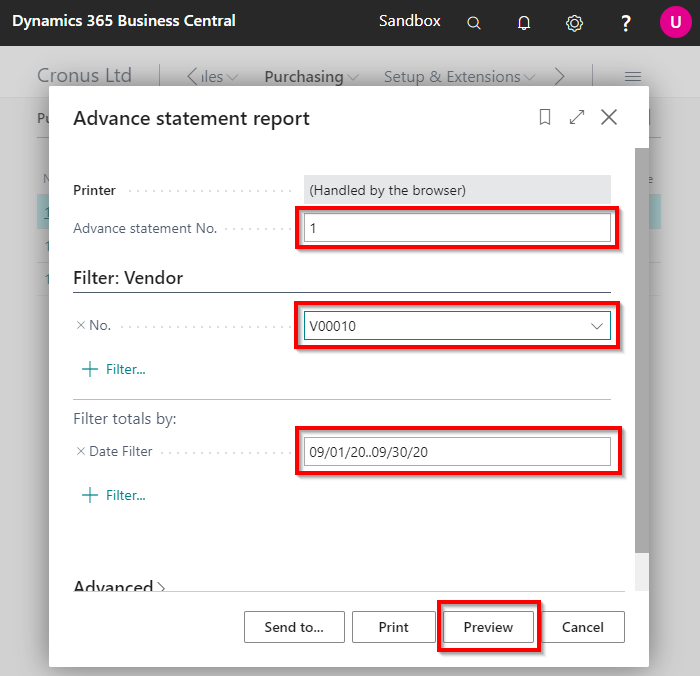 Dynamics 365 Business Central Sandbox ? U
Cronus Ltd ıles Purchasing Setup & Extensions
Pu
Advance statement report
Printer (Handled by the browser)
Advance statement No. 1
Filter: Vendor
No. V00010
Filter...
Filter totals by:
Date Filter 09/01/20..09/30/20
Filter...
Advanced
Send to... Print Preview Cancel